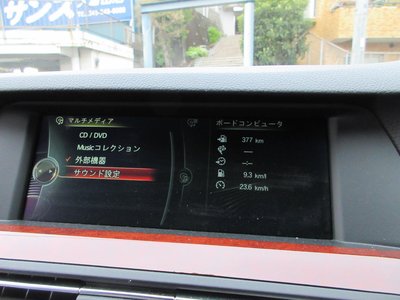 サンズ
マルチメディア
CD / DVD
Musicコレクション
✓ 外部機器
サウンド設定
ボードコンピュータ
377 km
--:--
9.3 km/l
23.6 km/h